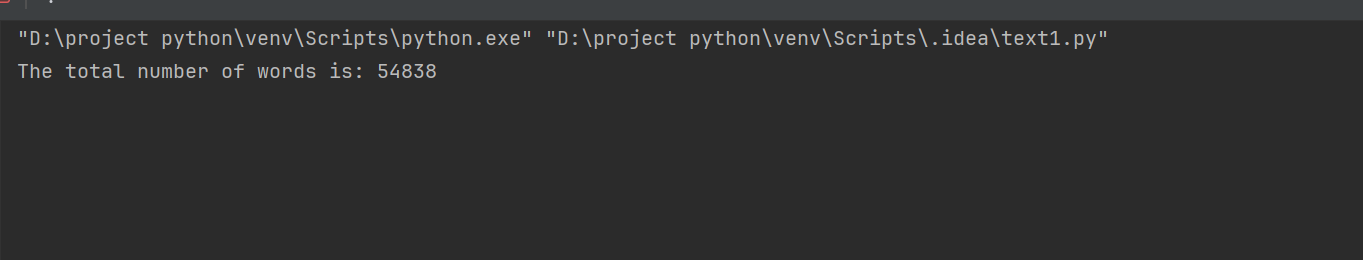 "D:\project python\venv\Scripts\python.exe" "D:\project python\venv\Scripts\.idea\text1.py"
The total number of words is: 54838